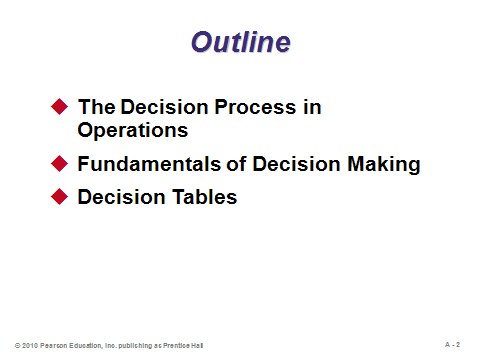 Outline
The Decision Process in
Operations
Fundamentals of Decision Making
Decision Tables
© 2010 Pearson Education, Inc. publishing as Prentice Hall
A - 2